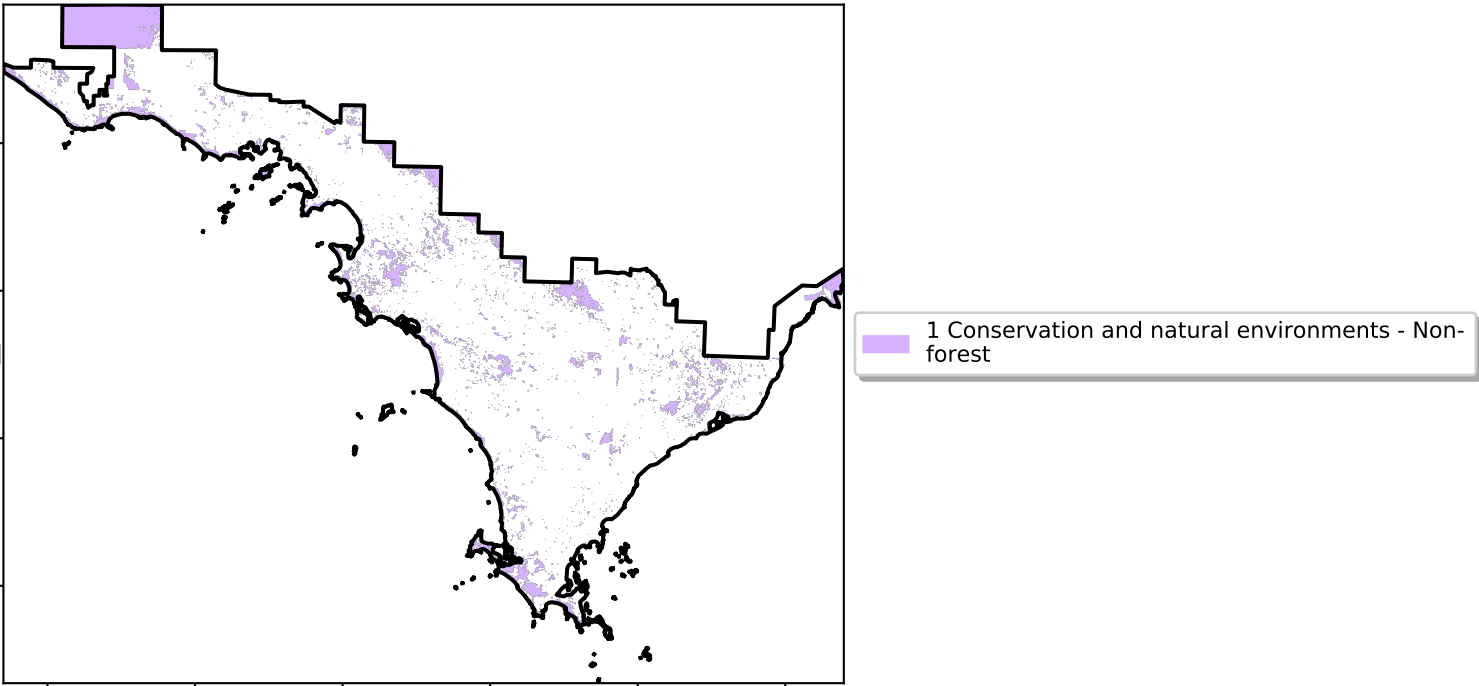 1 Conservation and natural environments - Non-
forest